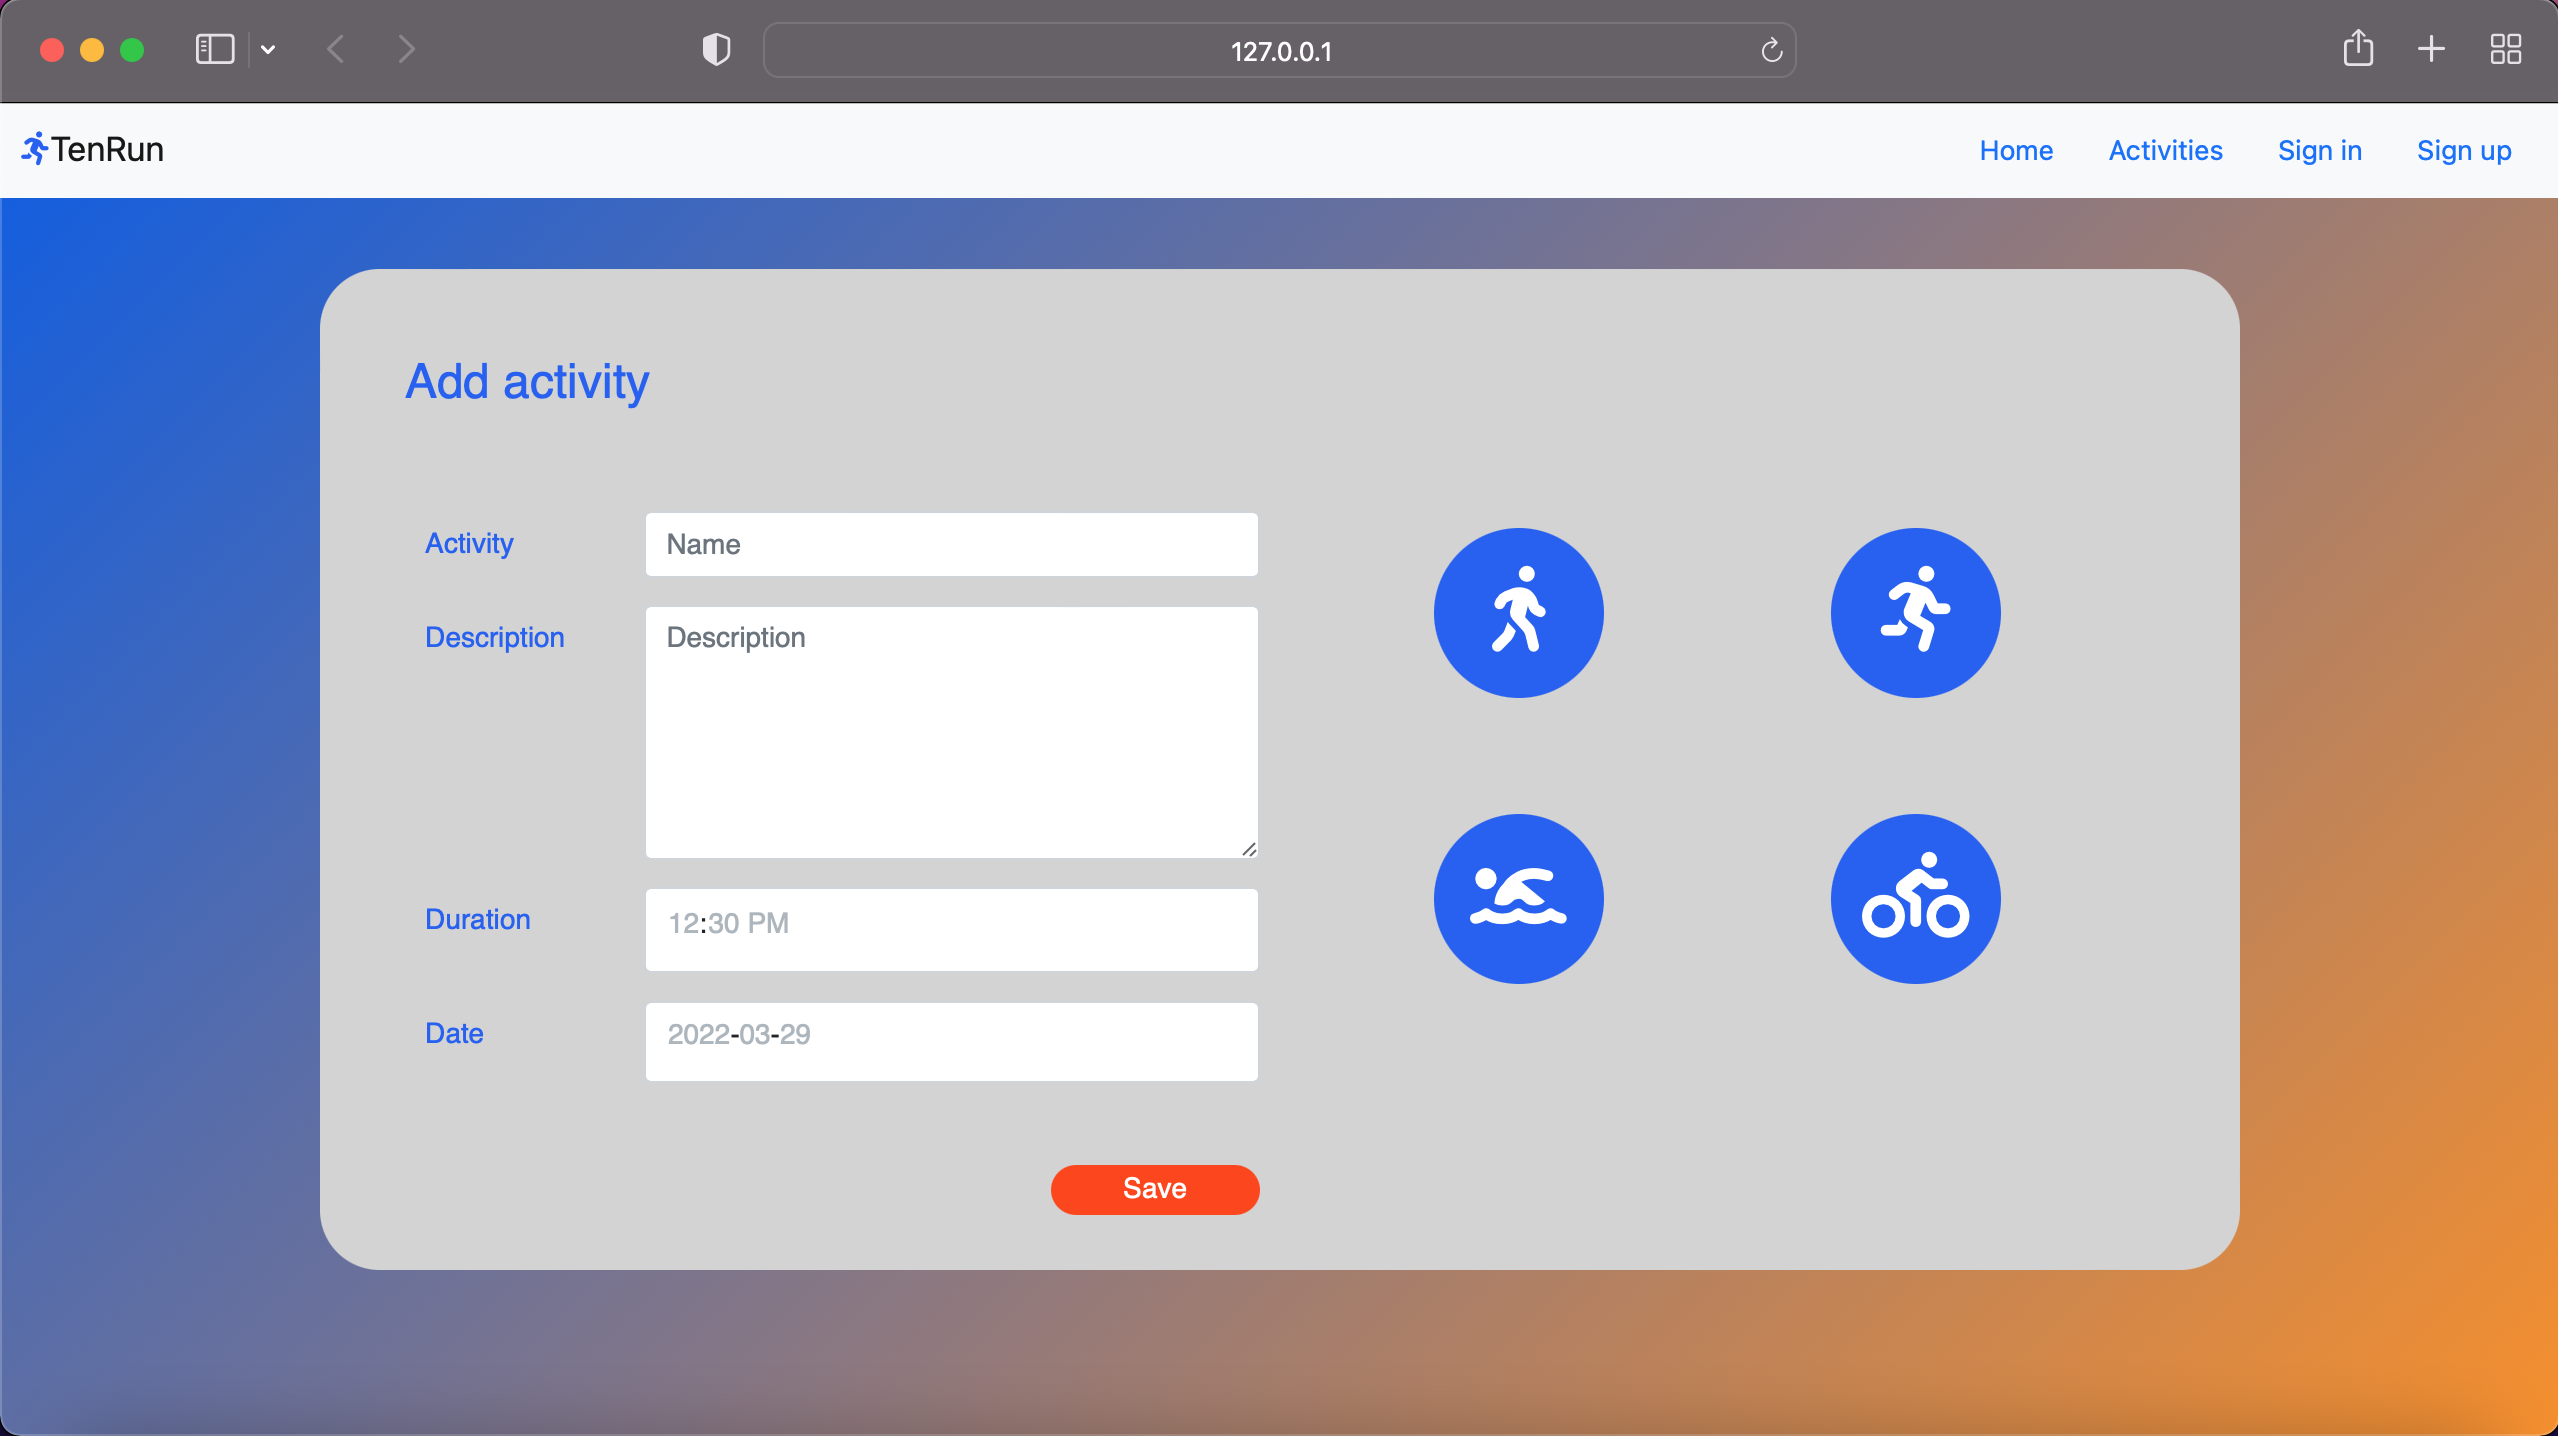 127.0.0.1
TenRun
Home Activities Sign in Sign up
Add activity
Activity Name
Description Description
Duration 12:30 PM
Date 2022-03-29
Save